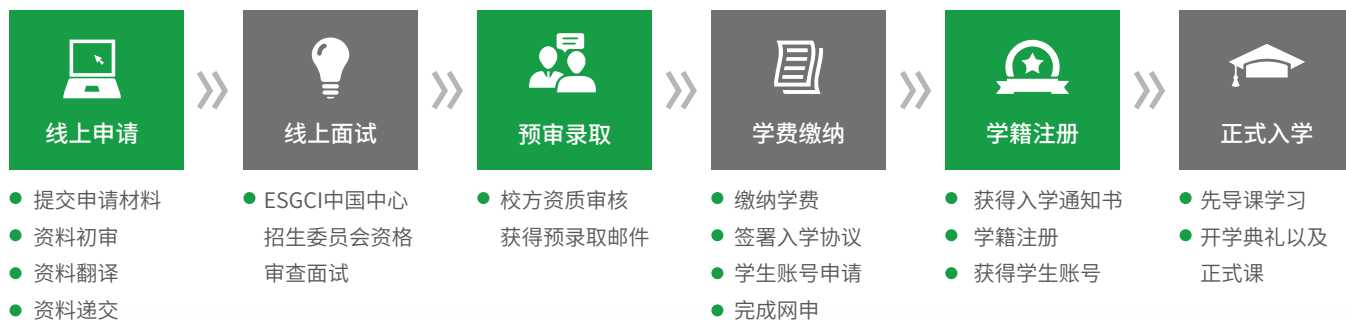 线上申请
提交申请材料
资料初审
资料翻译
资料递交
线上面试
ESGCI中国中心
招生委员会资格
审查面试
预审录取
校方资质审核
获得预录取邮件
学费缴纳
缴纳学费
签署入学协议
学生账号申请
完成网申
学籍注册
获得入学通知书
学籍注册
获得学生账号
正式入学
先导课学习
开学典礼以及
正式课